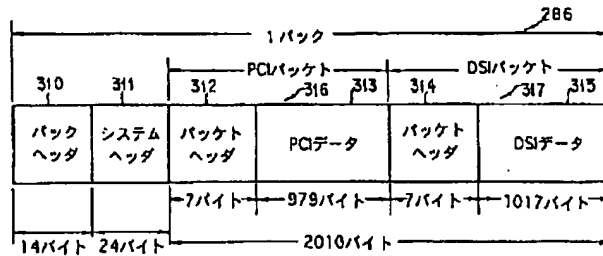 286
1パック
PCIパケット
DSIパケット
310
311
312
316
313
314
317
315
パック
ヘッダ
システム
ヘッダ
パケット
ヘッダ
PCIデータ
パケット
ヘッダ
DSIデータ
7バイト
979バイト
7バイト
1017バイト
14バイト
24バイト
2010バイト